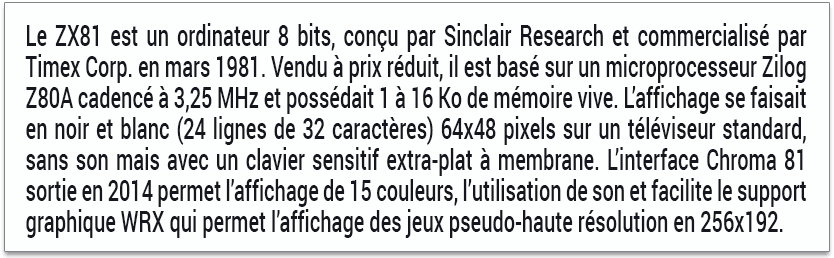 Le ZX81 est un ordinateur 8 bits, conçu par Sinclair Research et commercialisé par
Timex Corp. en mars 1981. Vendu à prix réduit, il est basé sur un microprocesseur Zilog
Z80A cadencé à 3,25 MHz et possédait 1 à 16 Ko de mémoire vive. L’affichage se faisait
en noir et blanc (24 lignes de 32 caractères) 64x48 pixels sur un téléviseur standard,
sans son mais avec un clavier sensitif extra-plat à membrane. L’interface Chroma 81
sortie en 2014 permet l’affichage de 15 couleurs, l’utilisation de son et facilite le support
graphique WRX qui permet l’affichage des jeux pseudo-haute résolution en 256x192.